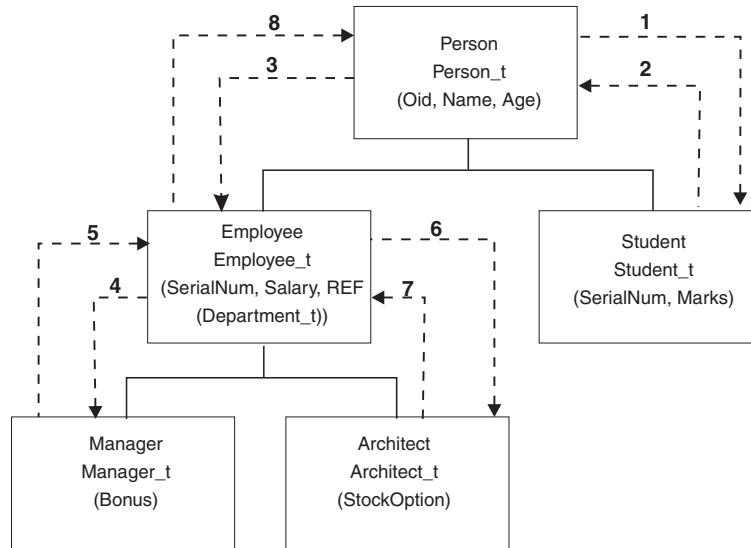 8
1
Person
Person_t
(Oid, Name, Age)
3
2
5
Employee
Employee_t
(SerialNum, Salary, REF
(Department_t))
6
Student
Student_t
(SerialNum, Marks)
4
7
Manager
Manager_t
(Bonus)
Architect
Architect_t
(StockOption)